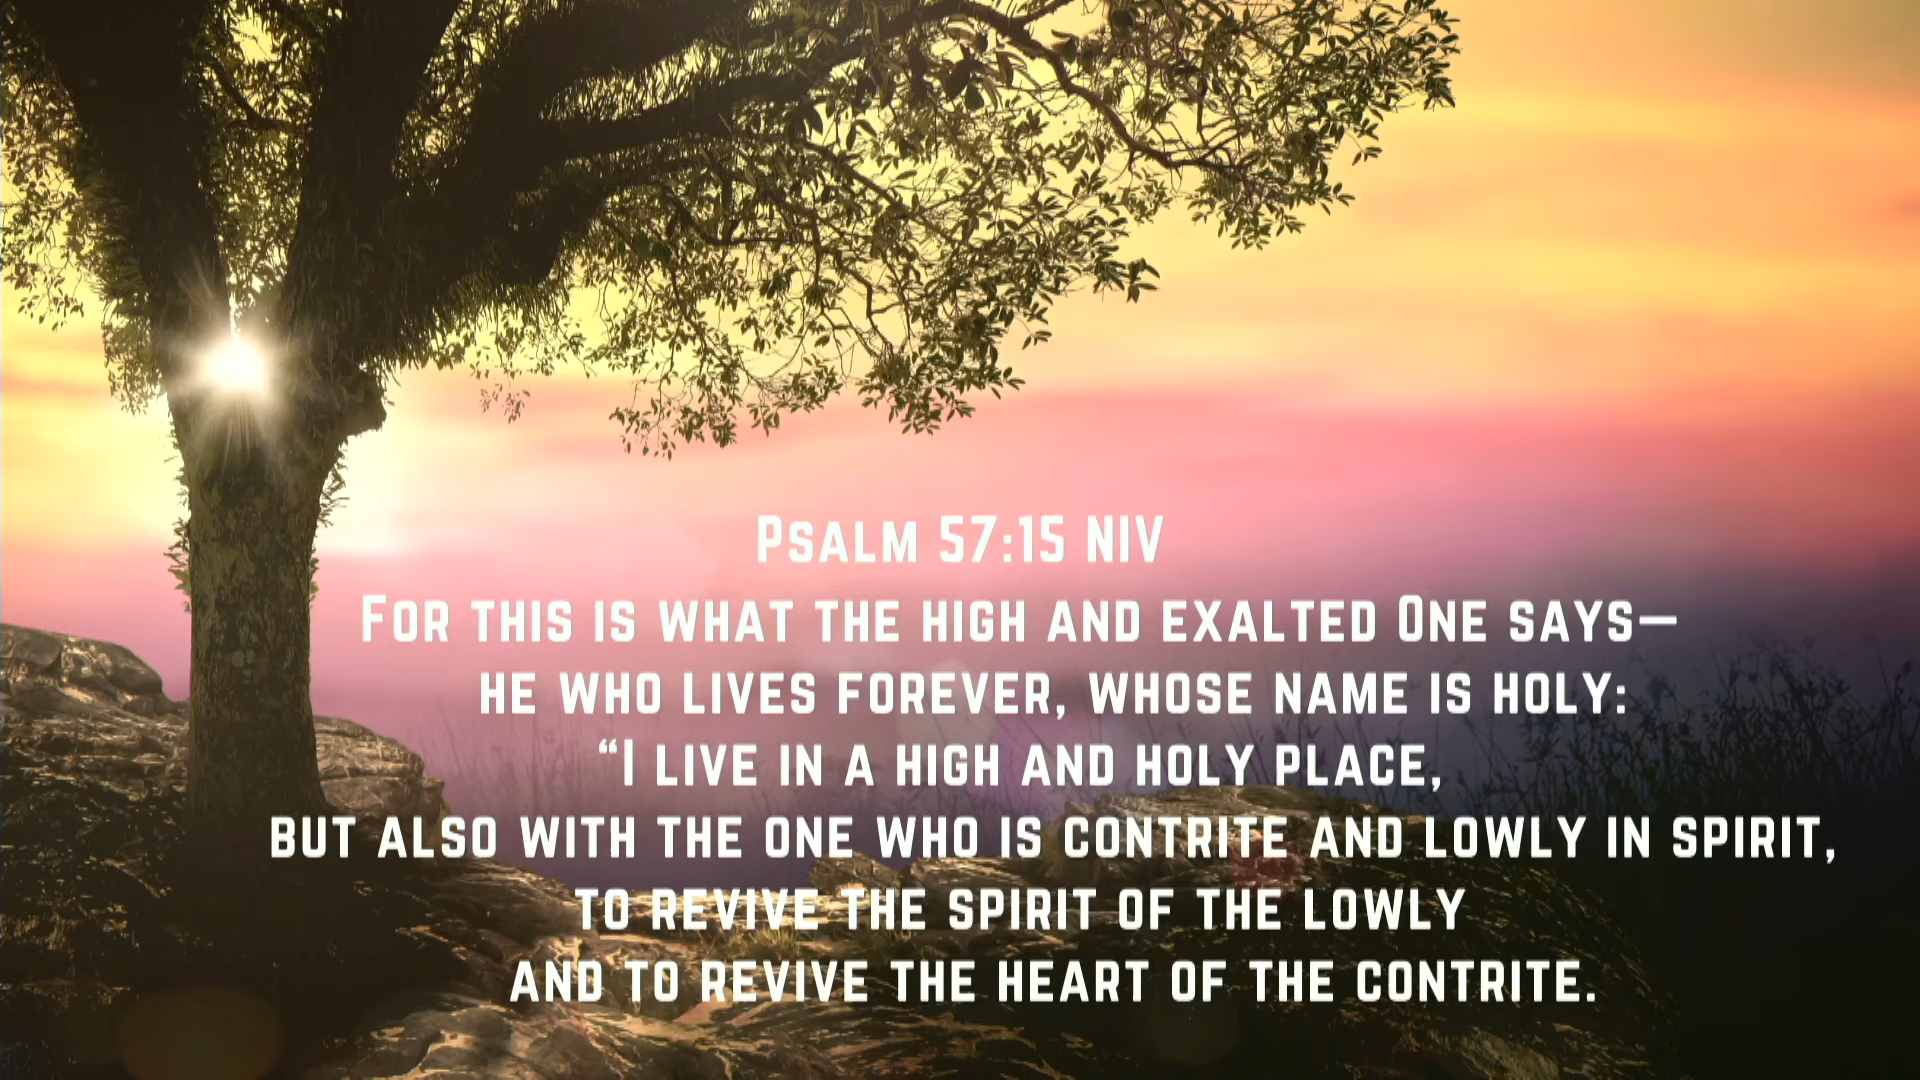 Psalm 57:15 NIV
For this is what the high and exalted One says—
he who lives forever, whose name is holy:
“I live in a high and holy place,
but also with the one who is contrite and lowly in spirit,
to revive the spirit of the lowly
and to revive the heart of the contrite.